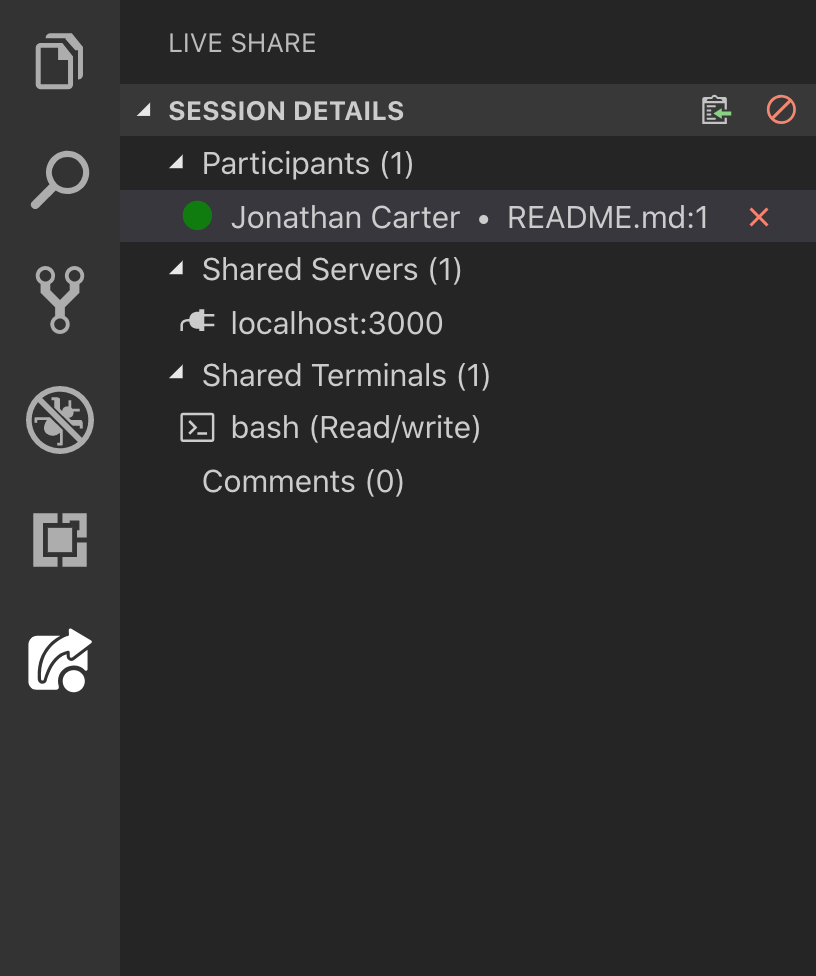 LIVE SHARE
SESSION DETAILS
Participants (1)
Jonathan Carter • README.md:1
Shared Servers (1)
localhost:3000
Shared Terminals (1)
bash (Read/write)
Comments (0)